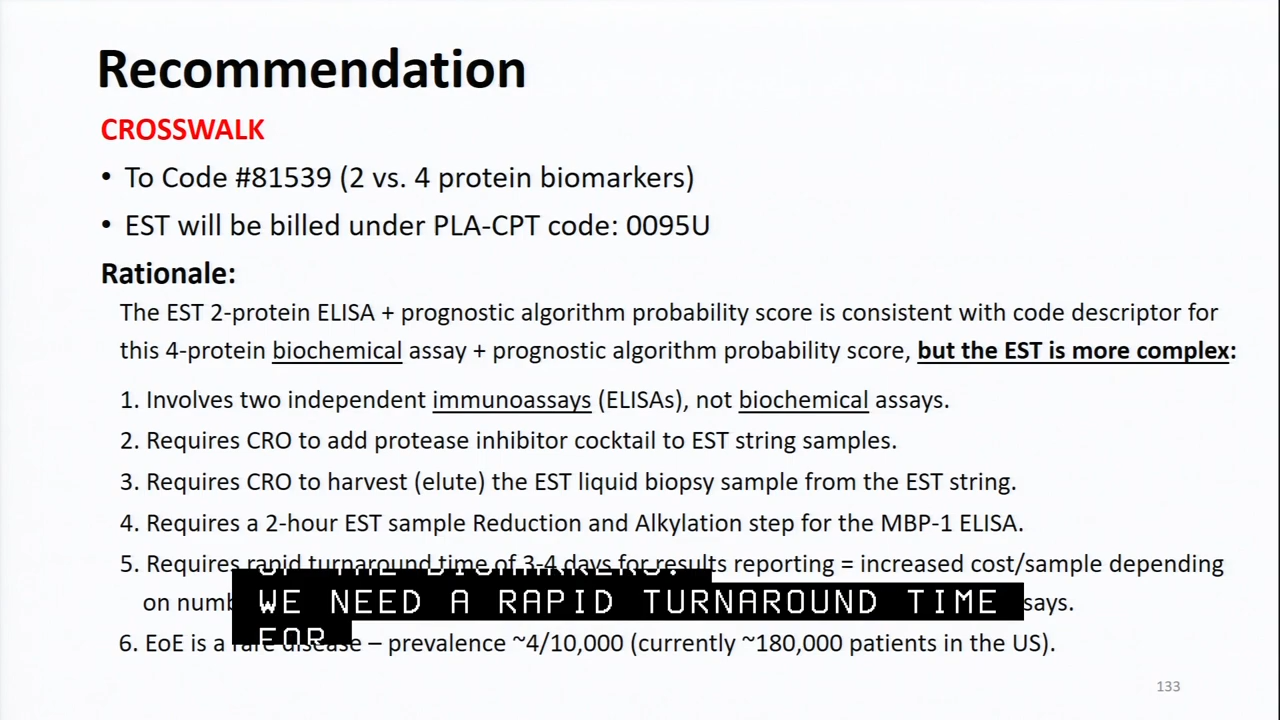 Recommendation
CROSSWALK
• To Code #81539 (2 vs. 4 protein biomarkers)
• EST will be billed under PLA-CPT code: 0095U
Rationale:
The EST 2-protein ELISA + prognostic algorithm probability score is consistent with code descriptor for
this 4-protein biochemical assay + prognostic algorithm probability score, but the EST is more complex:
1. Involves two independent immunoassays (ELISAs), not biochemical assays.
2. Requires CRO to add protease inhibitor cocktail to EST string samples.
3. Requires CRO to harvest (elute) the EST liquid biopsy sample from the EST string.
4. Requires a 2-hour EST sample Reduction and Alkylation step for the MBP-1 ELISA.
5. Requires rapid turnaround time of 3-4 days for results reporting = increased cost/sample depending
OF THE BIOMARKERS.
on
WE NEED A RAPID TURNAROUND TIME
FOR
6. EoE is a rare disease – prevalence ~4/10,000 (currently ~180,000 patients in the US).
133